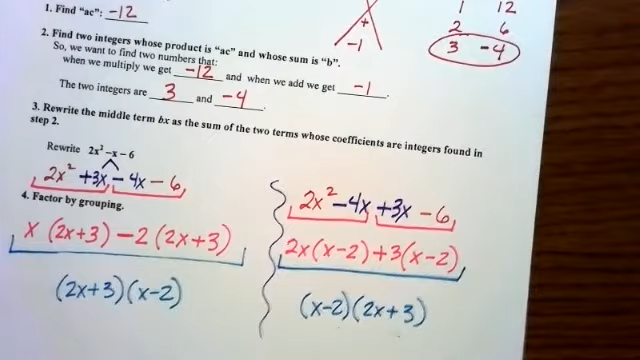 1. Find "ac": -12
+
-1
1 12
2 6
3 -4
2. Find two integers whose product is "ac" and whose sum is "b".
So, we want to find two numbers that:
when we multiply we get -12 and when we add we get -1.
The two integers are 3 and -4.
3. Rewrite the middle term bx as the sum of the two terms whose coefficients are integers found in
step 2.
Rewrite 2x² -x - 6
2x² +3x - 4x - 6
4. Factor by grouping.
x (2x+3) - 2 (2x+3)
(2x+3)(x-2)
2x² -4x +3x - 6
2x(x-2) + 3(x-2)
(x-2)(2x+3)